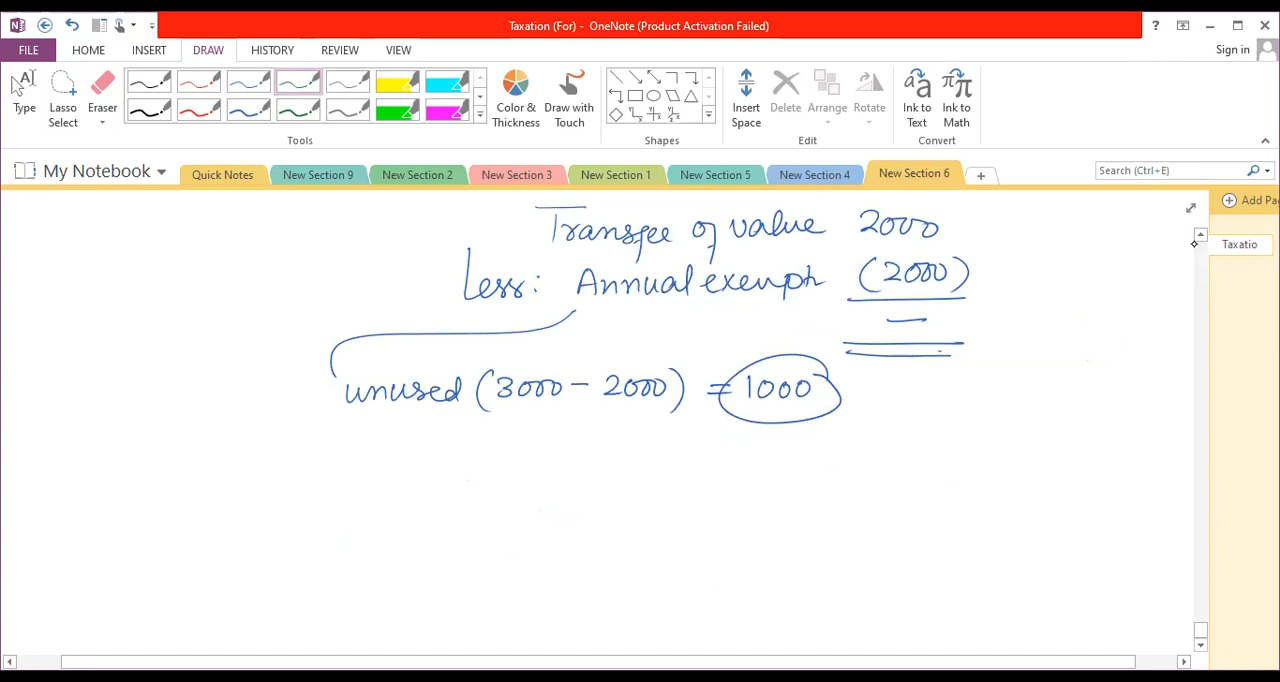 Taxation (For) - OneNote (Product Activation Failed)
?
FILE HOME INSERT DRAW HISTORY REVIEW VIEW
Sign in
Type Lasso Select Eraser
Color & Thickness Draw with Touch
Insert Space Delete Arrange Rotate
Ink to Text Ink to Math
Tools Shapes Edit Convert
My Notebook Quick Notes New Section 9 New Section 2 New Section 3 New Section 1 New Section 5 New Section 4 New Section 6
Search (Ctrl+E)
Add Pag
Taxatio
Transfee of value 2000
Less: Annual exempt (2000)
—
unused (3000 - 2000) = 1000